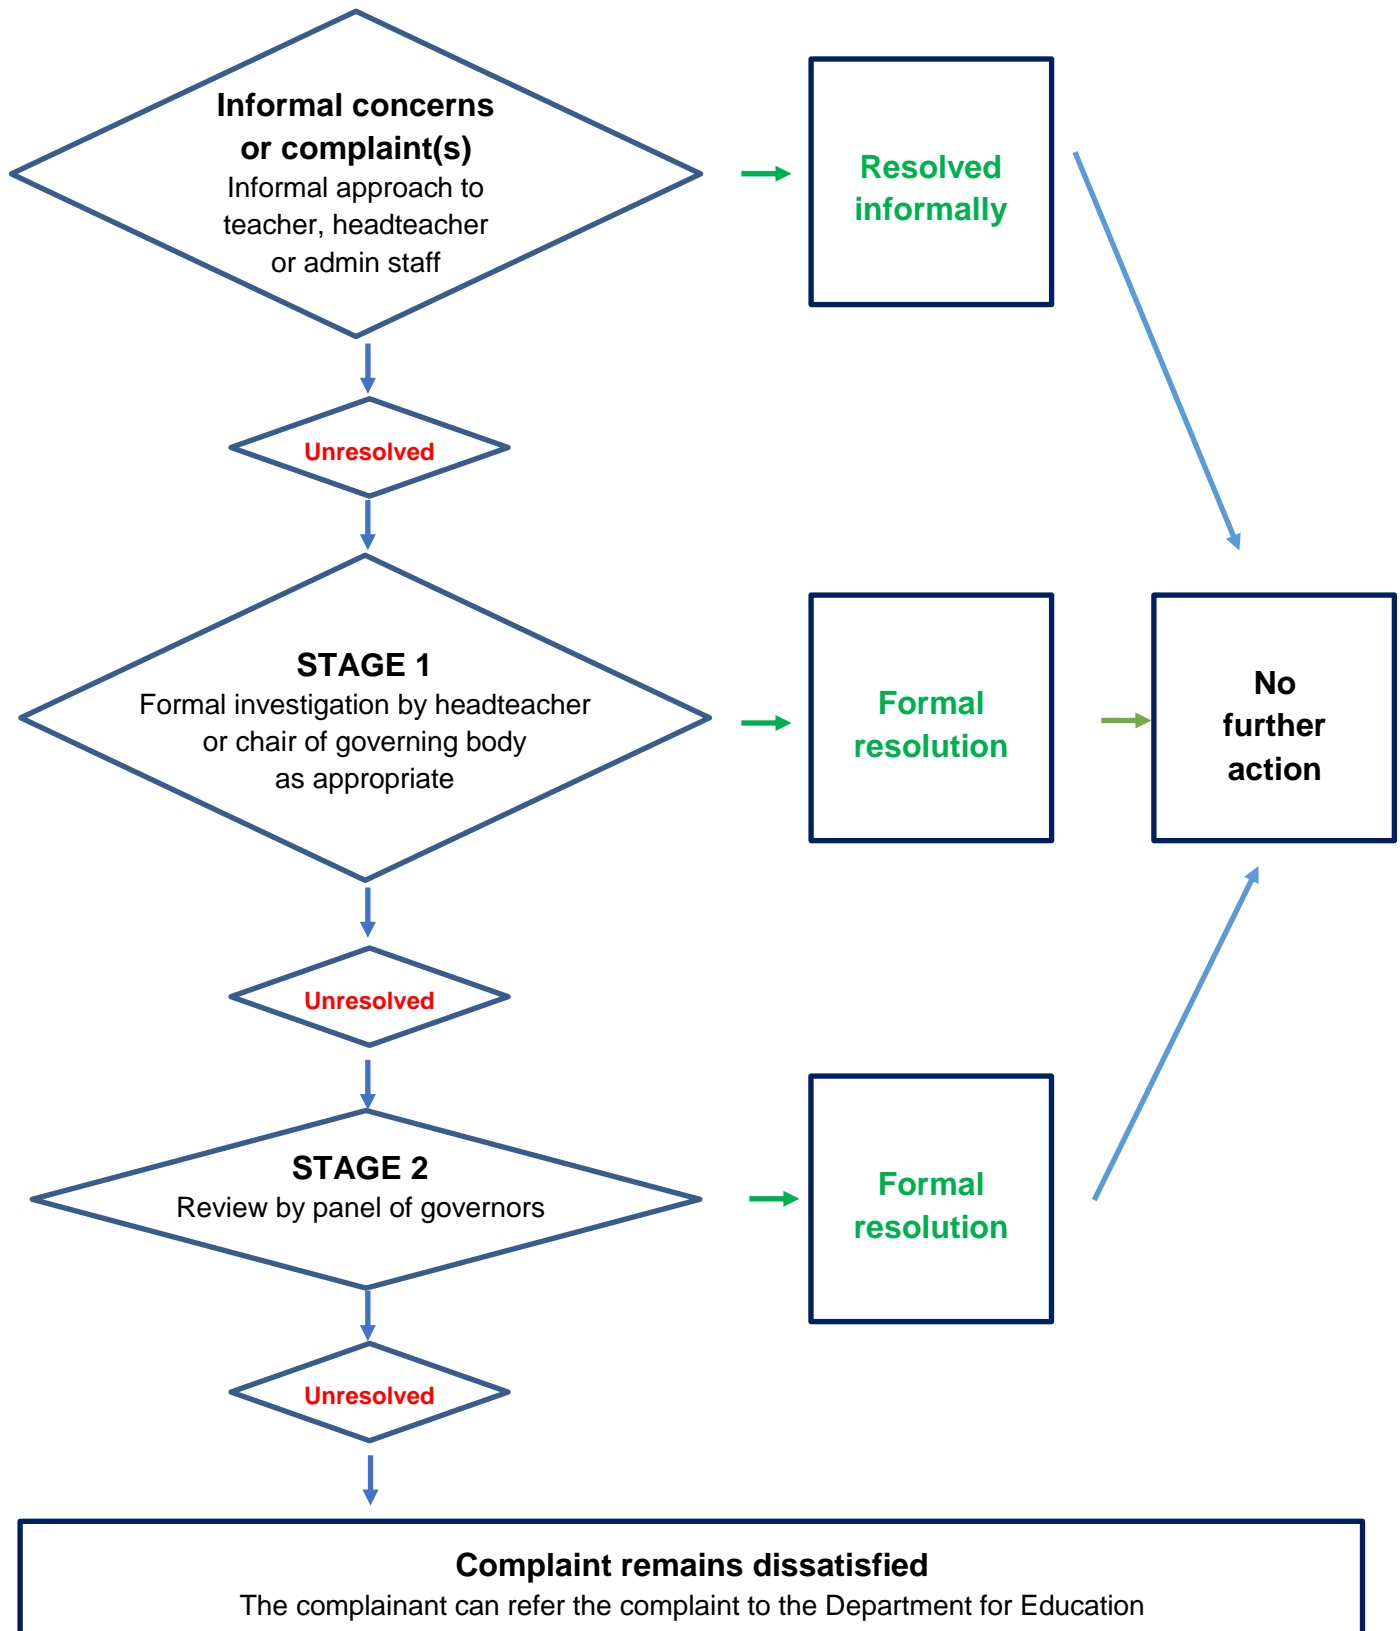 Informal concerns
or complaint(s)
Informal approach to
teacher, headteacher
or admin staff
Resolved
informally
Unresolved
STAGE 1
Formal investigation by headteacher
or chair of governing body
as appropriate
Formal
resolution
No
further
action
Unresolved
STAGE 2
Review by panel of governors
Formal
resolution
Unresolved
Complaint remains dissatisfied
The complainant can refer the complaint to the Department for Education